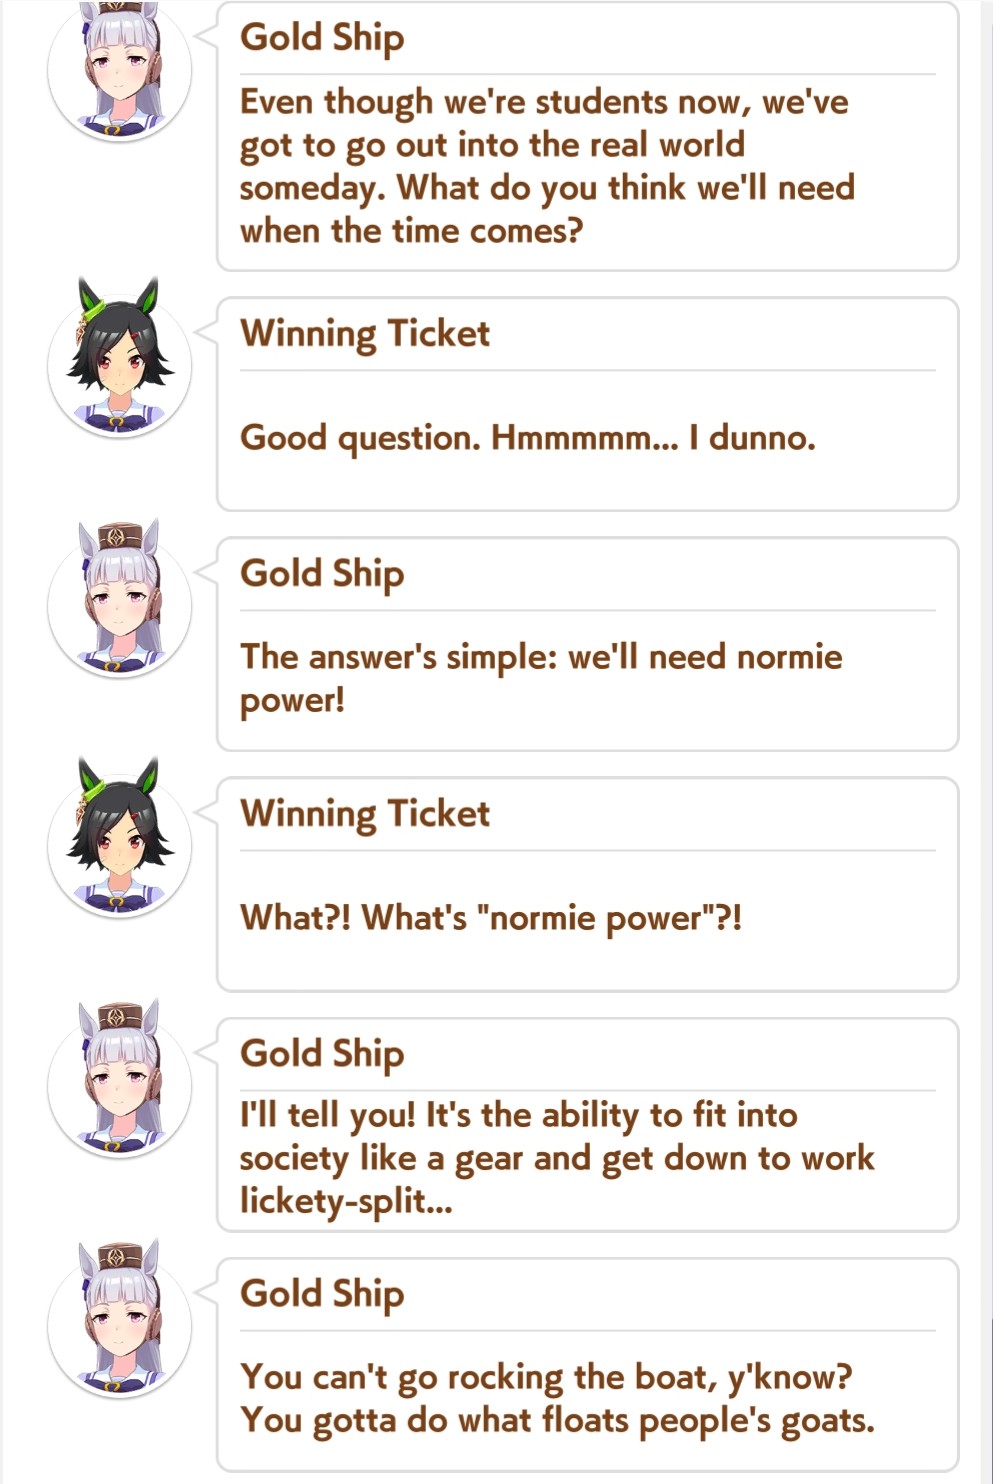 Gold Ship
Even though we're students now, we've
got to go out into the real world
someday. What do you think we'll need
when the time comes?
Winning Ticket
Good question. Hmmmmm... I dunno.
Gold Ship
The answer's simple: we'll need normie
power!
Winning Ticket
What?! What's "normie power"?!
Gold Ship
I'll tell you! It's the ability to fit into
society like a gear and get down to work
lickety-split...
Gold Ship
You can't go rocking the boat, y'know?
You gotta do what floats people's goats.